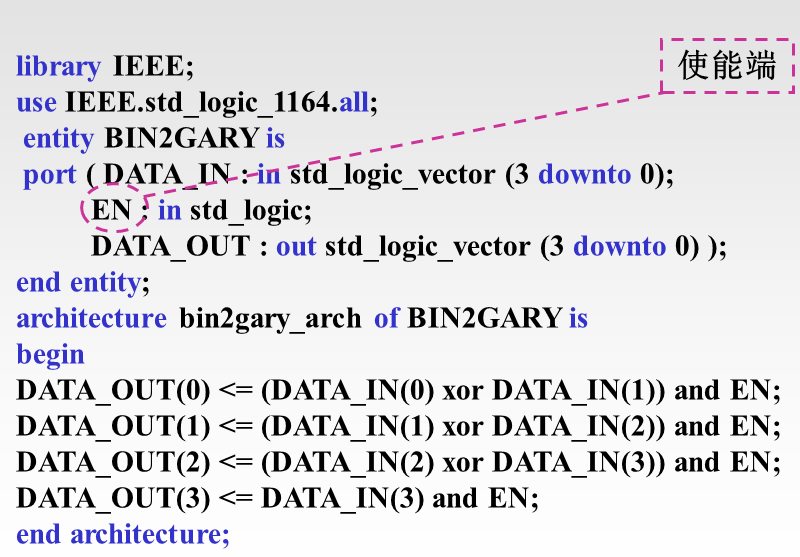 library IEEE;
使能端
use IEEE.std_logic_1164.all;
entity BIN2GARY is
port ( DATA_IN : in std_logic_vector (3 downto 0);
EN : in std_logic;
DATA_OUT : out std_logic_vector (3 downto 0) );
end entity;
architecture bin2gary_arch of BIN2GARY is
begin
DATA_OUT(0) <= (DATA_IN(0) xor DATA_IN(1)) and EN;
DATA_OUT(1) <= (DATA_IN(1) xor DATA_IN(2)) and EN;
DATA_OUT(2) <= (DATA_IN(2) xor DATA_IN(3)) and EN;
DATA_OUT(3) <= DATA_IN(3) and EN;
end architecture;